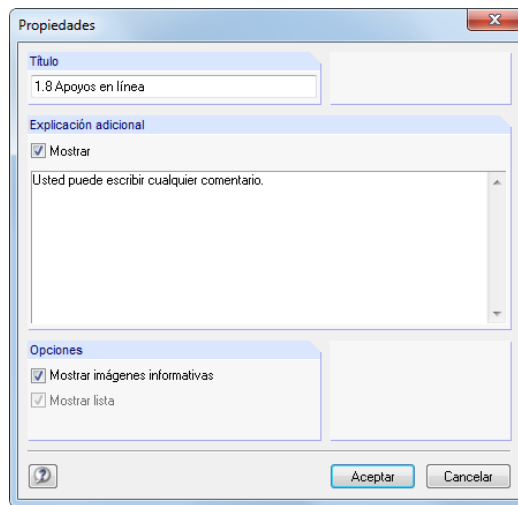 Propiedades
Título
1.8 Apoyos en línea
Explicación adicional
Mostrar
Usted puede escribir cualquier comentario.
Opciones
Mostrar imágenes informativas
Mostrar lista
Aceptar
Cancelar